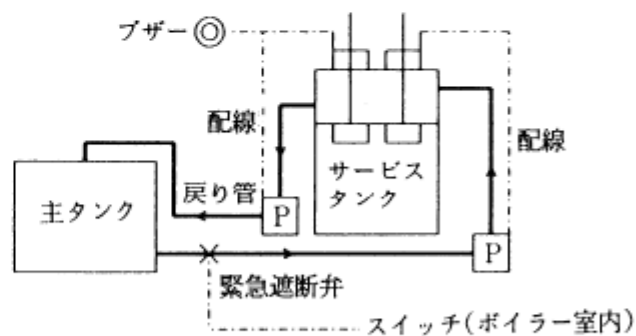 ブザー
配線
配線
サービス
タンク
戻り管
P
主タンク
P
緊急遮断弁
スイッチ(ボイラー室内)